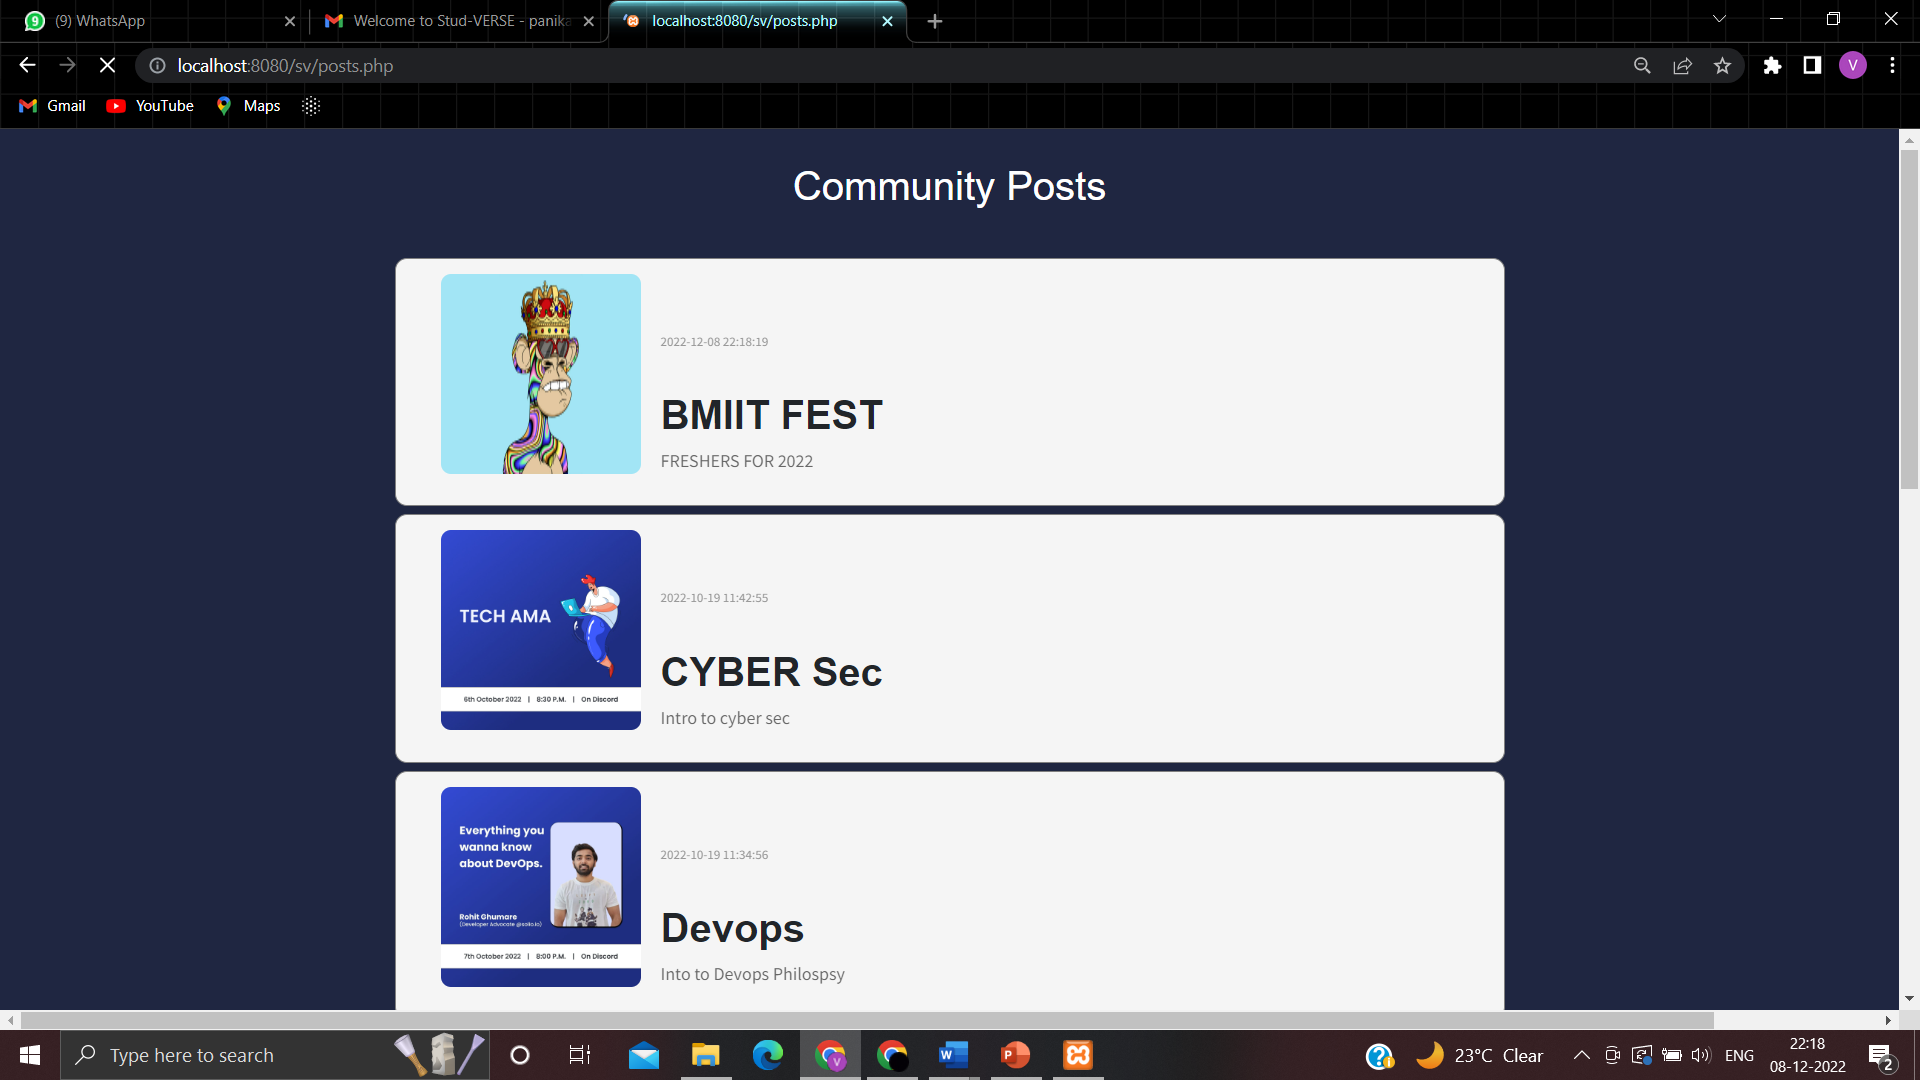 (9) WhatsApp
Welcome to Stud-VERSE - panika
localhost:8080/sv/posts.php
localhost:8080/sv/posts.php
V
Gmail
YouTube
Maps
Community Posts
2022-12-08 22:18:19
BMIIT FEST
FRESHERS FOR 2022
TECH AMA
6th October 2022 | 8:30 P.M. | On Discord
2022-10-19 11:42:55
CYBER Sec
Intro to cyber sec
Everything you
wanna know
about DevOps.
Rohit Ghumare
(Developer Advocate @solo.io)
7th October 2022 | 8:00 P.M. | On Discord
2022-10-19 11:34:56
Devops
Into to Devops Philospsy
Type here to search
23°C Clear
ENG
22:18
08-12-2022
2